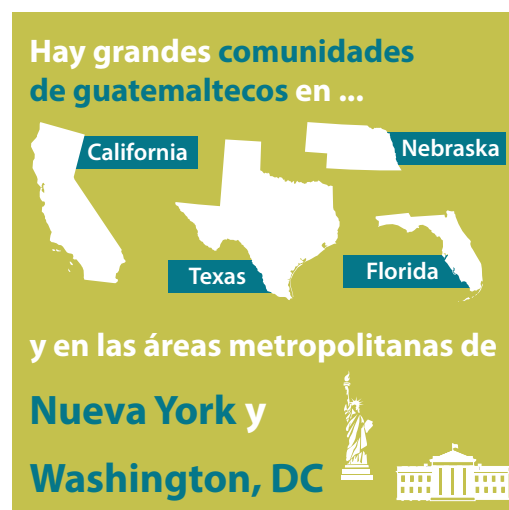 Hay grandes comunidades
de guatemaltecos en ...
California
Nebraska
Texas
Florida
y en las áreas metropolitanas de
Nueva York y
Washington, DC